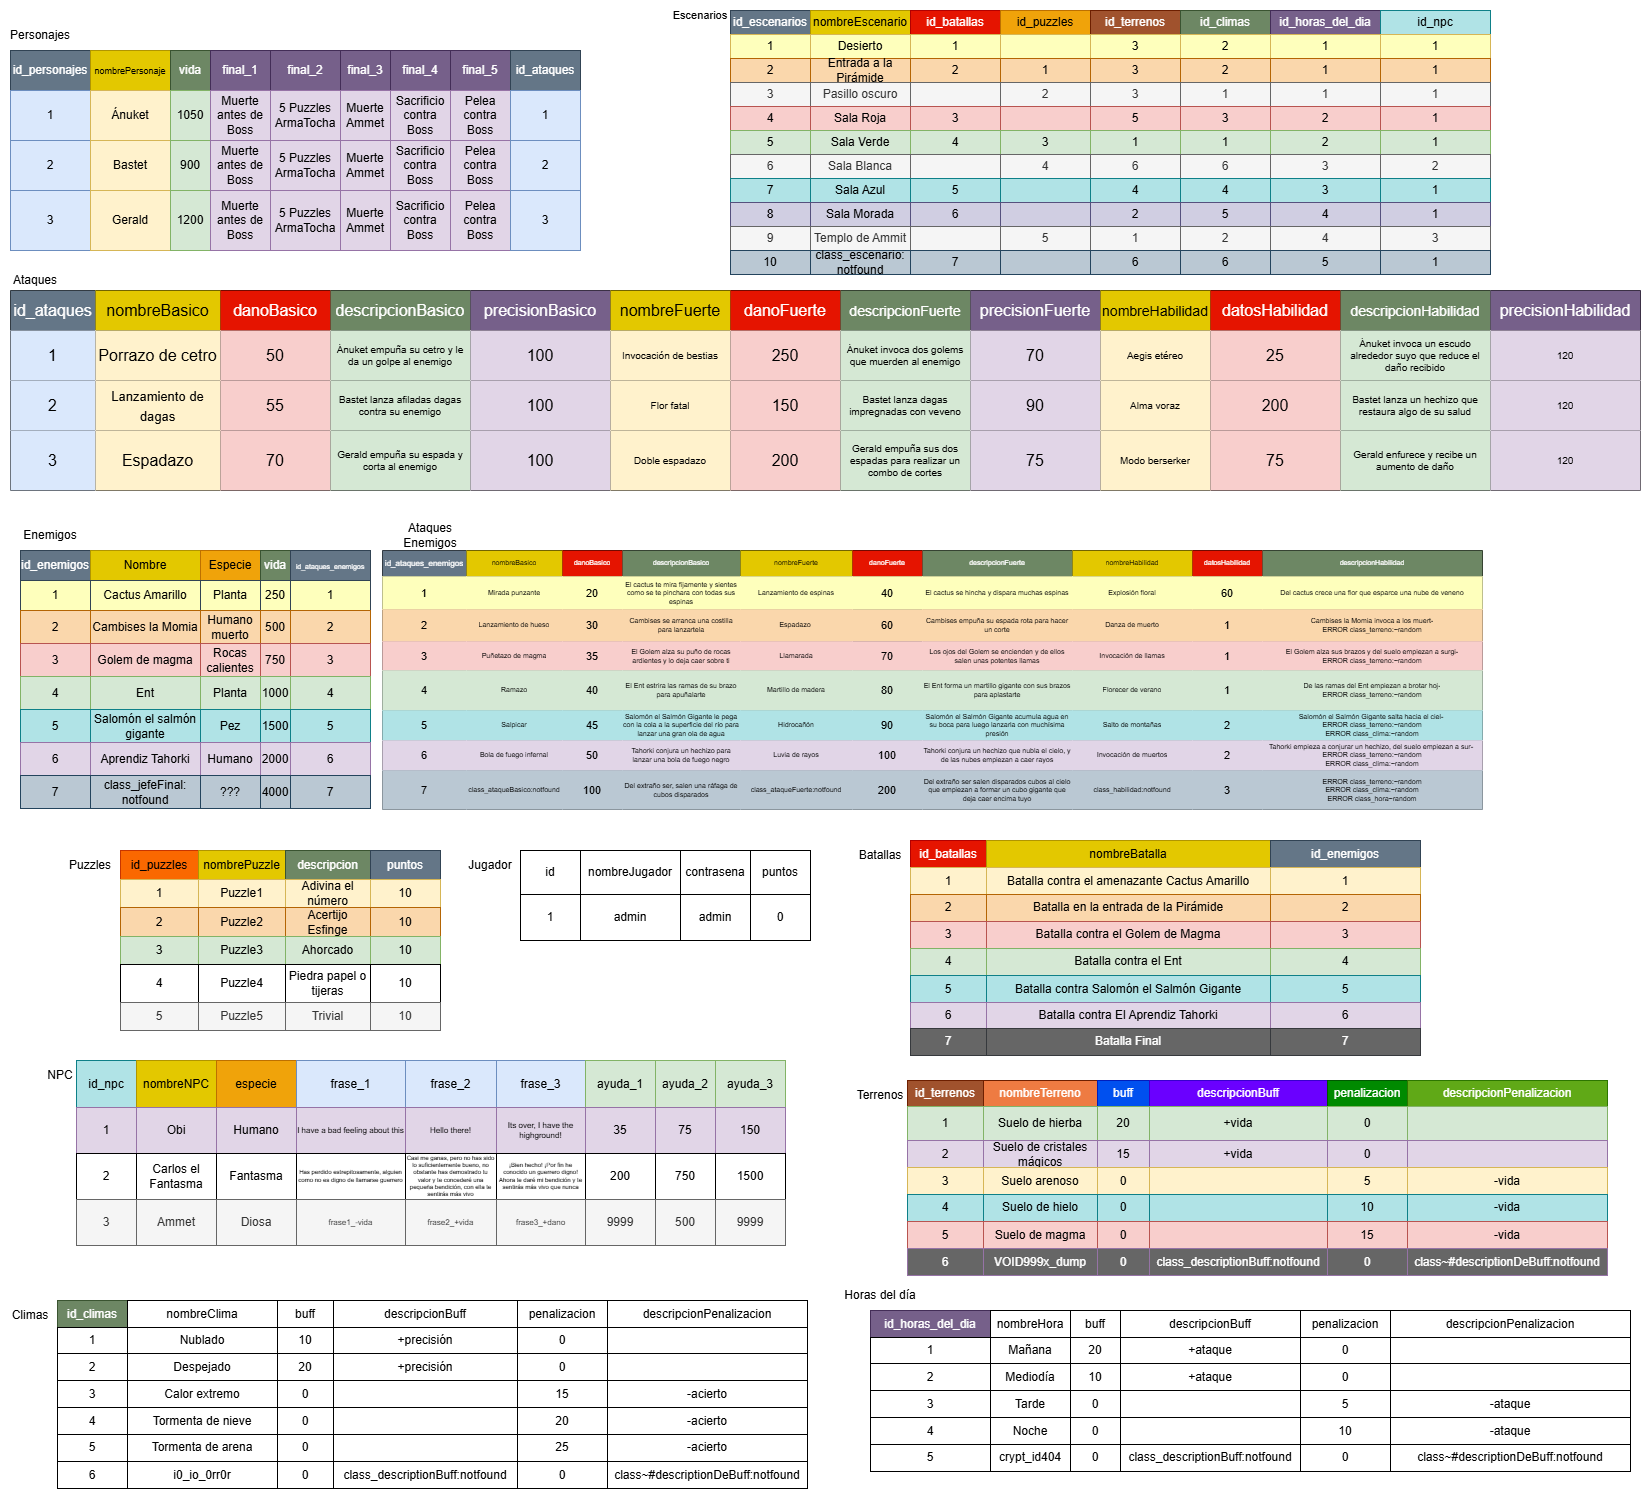 Personajes
id_personajes nombrePersonaje vida final_1 final_2 final_3 final_4 final_5 id_ataques
1 Ánuket 1050 Muerte antes de Boss 5 Puzzles ArmaTocha Muerte Ammet Sacrificio contra Boss Pelea contra Boss 1
2 Bastet 900 Muerte antes de Boss 5 Puzzles ArmaTocha Muerte Ammet Sacrificio contra Boss Pelea contra Boss 2
3 Gerald 1200 Muerte antes de Boss 5 Puzzles ArmaTocha Muerte Ammet Sacrificio contra Boss Pelea contra Boss 3
Escenarios
id_escenarios nombreEscenario id_batallas id_puzzles id_terrenos id_climas id_horas_del_dia id_npc
1 Desierto 1 3 2 1 1
2 Entrada a la Pirámide 2 1 3 2 1 1
3 Pasillo oscuro 2 3 1 1 1
4 Sala Roja 3 5 3 2 1
5 Sala Verde 4 3 1 1 2 1
6 Sala Blanca 4 6 6 3 2
7 Sala Azul 5 4 4 3 1
8 Sala Morada 6 2 5 4 1
9 Templo de Ammit 5 1 2 4 3
10 class_escenario: notfound 7 6 6 5 1
Ataques
id_ataques nombreBasico danoBasico descripcionBasico precisionBasico nombreFuerte danoFuerte descripcionFuerte precisionFuerte nombreHabilidad datosHabilidad descripcionHabilidad precisionHabilidad
1 Porrazo de cetro 50 Ánuket empuña su cetro y le da un golpe al enemigo 100 Invocación de bestias 250 Ánuket invoca dos golems que muerden al enemigo 70 Aegis etéreo 25 Ánuket invoca un escudo alrededor suyo que reduce el daño recibido 120
2 Lanzamiento de dagas 55 Bastet lanza afiladas dagas contra su enemigo 100 Flor fatal 150 Bastet lanza dagas impregnadas con veveno 90 Alma voraz 200 Bastet lanza un hechizo que restaura algo de su salud 120
3 Espadazo 70 Gerald empuña su espada y corta al enemigo 100 Doble espadazo 200 Gerald empuña sus dos espadas para realizar un combo de cortes 75 Modo berserker 75 Gerald enfurece y recibe un aumento de daño 120
Enemigos
id_enemigos Nombre Especie vida id_ataques_enemigos
1 Cactus Amarillo Planta 250 1
2 Cambises la Momia Humano muerto 500 2
3 Golem de magma Rocas calientes 750 3
4 Ent Planta 1000 4
5 Salomón el salmón gigante Pez 1500 5
6 Aprendiz Tahorki Humano 2000 6
7 class_jefeFinal: notfound ??? 4000 7
Ataques Enemigos
id_ataques_enemigos nombreBasico danoBasico descripcionBasico nombreFuerte danoFuerte descripcionFuerte nombreHabilidad datosHabilidad descripcionHabilidad
1 Mirada punzante 20 El cactus te mira fijamente y sientes como se te pinchara con todas sus espinas Lanzamiento de espinas 40 El cactus se hincha y dispara muchas espinas Explosión floral 60 Del cactus crece una flor que esparce una nube de veneno
2 Lanzamiento de hueso 30 Cambises se arranca una costilla para lanzartela Espadazo 60 Cambises empuña su espada rota para hacer un corte Danza de muerto 1 Cambises la Momia invoca a los muert- ERROR class_terreno:~random
3 Puñetazo de magma 35 El Golem alza su puño de rocas ardientes y lo deja caer sobre ti Llamarada 70 Los ojos del Golem se encienden y de ellos salen unas potentes llamas Invocación de llamas 1 El Golem alza sus brazos y del suelo empiezan a surgi- ERROR class_terreno:~random
4 Ramazo 40 El Ent estrira las ramas de su brazo para apuñalarte Martillo de madera 80 El Ent forma un martillo gigante con sus brazos para aplastarte Florecer de verano 1 De las ramas del Ent empiezan a brotar hoj- ERROR class_terreno:~random
5 Salpicar 45 Salomón el Salmón Gigante le pega con la cola a la superficie del río para lanzar una gran ola de agua Hidrocañón 90 Salomón el Salmón Gigante acumula agua en su boca para luego lanzarla con muchísima presión Salto de montañas 2 Salomón el Salmón Gigante salta hacia el ciel- ERROR class_terreno:~random ERROR class_clima:~random
6 Bola de fuego infernal 50 Tahorki conjura un hechizo para lanzar una bola de fuego negro Luvia de rayos 100 Tahorki conjura un hechizo que nubla el cielo, y de las nubes empiezan a caer rayos Invocación de muertos 2 Tahorki empieza a conjurar un hechizo, del suelo empiezan a sur- ERROR class_terreno:~random ERROR class_clima:~random
7 class_ataqueBasico:notfound 100 Del extraño ser, salen una ráfaga de cubos disparados class_ataqueFuerte:notfound 200 Del extraño ser salen disparados cubos al cielo que empiezan a formar un cubo gigante que deja caer encima tuyo class_habilidad:notfound 3 ERROR class_terreno:~random ERROR class_clima:~random ERROR class_hora~random
Puzzles
id_puzzles nombrePuzzle descripcion puntos
1 Puzzle1 Adivina el número 10
2 Puzzle2 Acertijo Esfinge 10
3 Puzzle3 Ahorcado 10
4 Puzzle4 Piedra papel o tijeras 10
5 Puzzle5 Trivial 10
Jugador
id nombreJugador contrasena puntos
1 admin admin 0
Batallas
id_batallas nombreBatalla id_enemigos
1 Batalla contra el amenazante Cactus Amarillo 1
2 Batalla en la entrada de la Pirámide 2
3 Batalla contra el Golem de Magma 3
4 Batalla contra el Ent 4
5 Batalla contra Salomón el Salmón Gigante 5
6 Batalla contra El Aprendiz Tahorki 6
7 Batalla Final 7
NPC
id_npc nombreNPC especie frase_1 frase_2 frase_3 ayuda_1 ayuda_2 ayuda_3
1 Obi Humano I have a bad feeling about this Hello there! Its over, I have the highground! 35 75 150
2 Carlos el Fantasma Fantasma Has perdido estrepitosamente, alguien como no es digno de llamarse guerrero Casi me ganas, pero no has sido lo suficientemente bueno, no obstante has demostrado tu valor y te concederé una pequeña bendición, con ella te sentirás más vivo ¡Bien hecho! ¡Por fin he conocido un guerrero digno! Ahora le daré mi bendición y te sentirás más vivo que nunca 200 750 1500
3 Ammet Diosa frase1_-vida frase2_+vida frase3_+dano 9999 500 9999
Terrenos
id_terrenos nombreTerreno buff descripcionBuff penalizacion descripcionPenalizacion
1 Suelo de hierba 20 +vida 0
2 Suelo de cristales mágicos 15 +vida 0
3 Suelo arenoso 0 5 -vida
4 Suelo de hielo 0 10 -vida
5 Suelo de magma 0 15 -vida
6 VOID999x_dump 0 class_descriptionBuff:notfound 0 class~#descriptionDeBuff:notfound
Climas
id_climas nombreClima buff descripcionBuff penalizacion descripcionPenalizacion
1 Nublado 10 +precisión 0
2 Despejado 20 +precisión 0
3 Calor extremo 0 15 -acierto
4 Tormenta de nieve 0 20 -acierto
5 Tormenta de arena 0 25 -acierto
6 i0_io_0rr0r 0 class_descriptionBuff:notfound 0 class~#descriptionDeBuff:notfound
Horas del día
id_horas_del_dia nombreHora buff descripcionBuff penalizacion descripcionPenalizacion
1 Mañana 20 +ataque 0
2 Mediodía 10 +ataque 0
3 Tarde 0 5 -ataque
4 Noche 0 10 -ataque
5 crypt_id404 0 class_descriptionBuff:notfound 0 class~#descriptionDeBuff:notfound